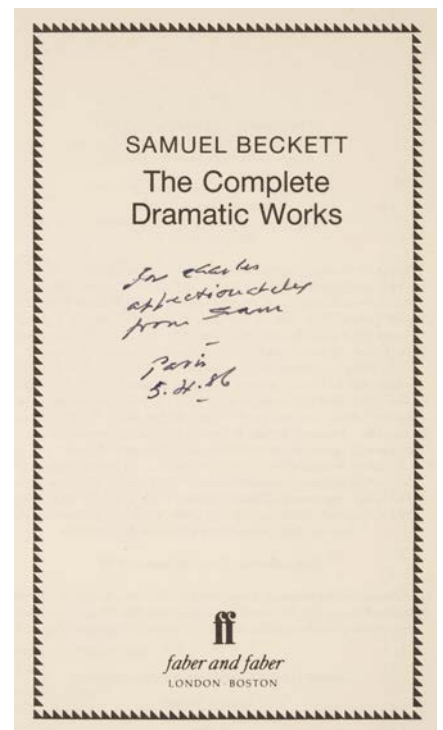 SAMUEL BECKETT
The Complete
Dramatic Works
for Charles
affectionately
from Sam
Paris
5.4.86
ff
faber and faber
LONDON · BOSTON